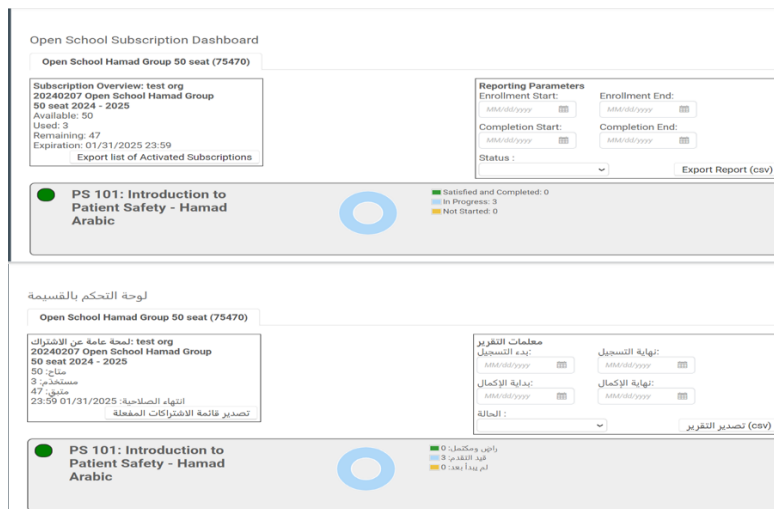 Open School Subscription Dashboard
Open School Hamad Group 50 seat (75470)
Subscription Overview: test org
20240207 Open School Hamad Group
50 seat 2024 - 2025
Available: 50
Used: 3
Remaining: 47
Expiration: 01/31/2025 23:59
Export list of Activated Subscriptions
Reporting Parameters
Enrollment Start: Enrollment End:
MM/dd/yyyy MM/dd/yyyy
Completion Start: Completion End:
MM/dd/yyyy MM/dd/yyyy
Status :
Export Report (csv)
PS 101: Introduction to
Patient Safety - Hamad
Arabic
Satisfied and Completed: 0
In Progress: 3
Not Started: 0
لوحة التحكم بالقسيمة
Open School Hamad Group 50 seat (75470)
لمحة عامة عن الاشتراك: test org
20240207 Open School Hamad Group
50 seat 2024 - 2025
متاح: 50
مستخدَم: 3
متبق: 47
انتهاء الصلاحية: 01/31/2025 23:59
تصدير قائمة الاشتراكات المفعلة
معلمات التقرير
بدء التسجيل: نهاية التسجيل:
MM/dd/yyyy MM/dd/yyyy
بداية الإكمال: نهاية الإكمال:
MM/dd/yyyy MM/dd/yyyy
الحالة :
تصدير التقرير (csv)
PS 101: Introduction to
Patient Safety - Hamad
Arabic
راضٍ ومكتمل: 0
قيد التقدم: 3
لم يبدأ بعد: 0